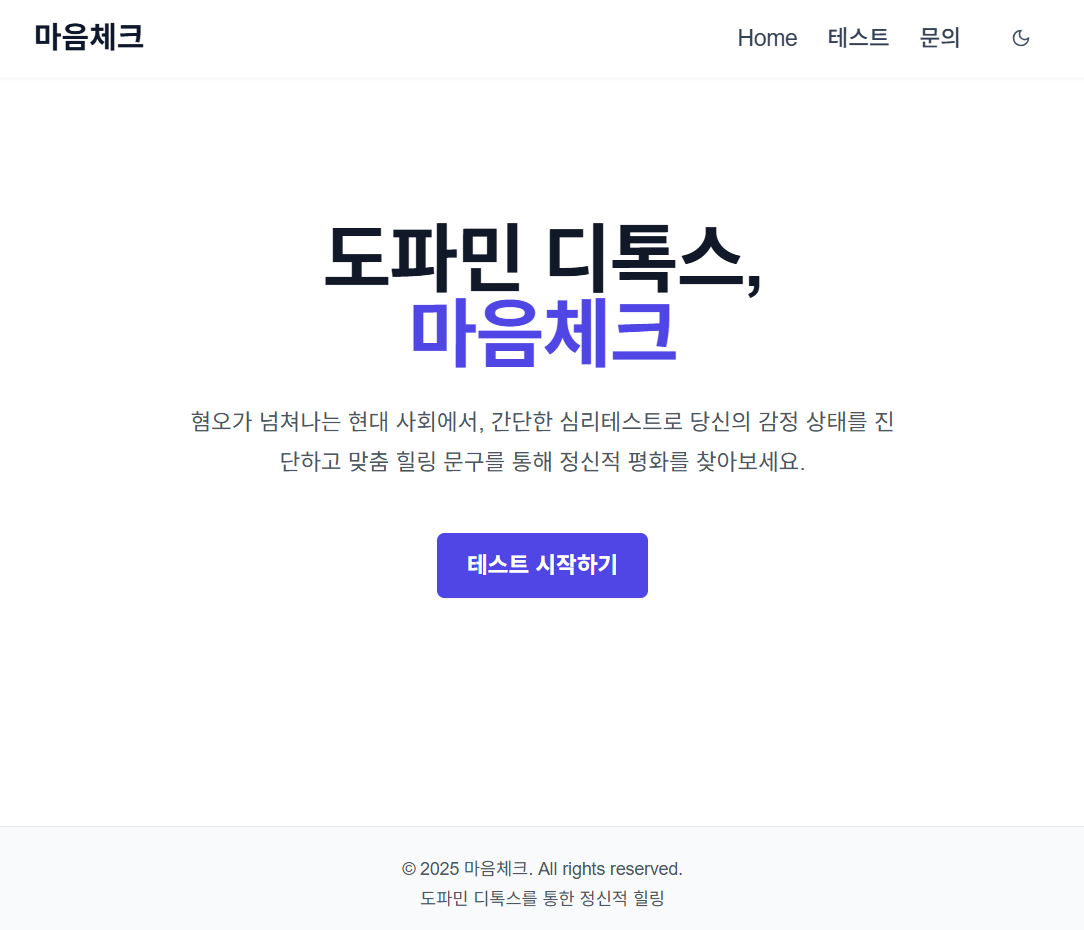 마음체크
Home 테스트 문의
도파민 디톡스,
마음체크
혐오가 넘쳐나는 현대 사회에서, 간단한 심리테스트로 당신의 감정 상태를 진
단하고 맞춤 힐링 문구를 통해 정신적 평화를 찾아보세요.
테스트 시작하기
© 2025 마음체크. All rights reserved.
도파민 디톡스를 통한 정신적 힐링